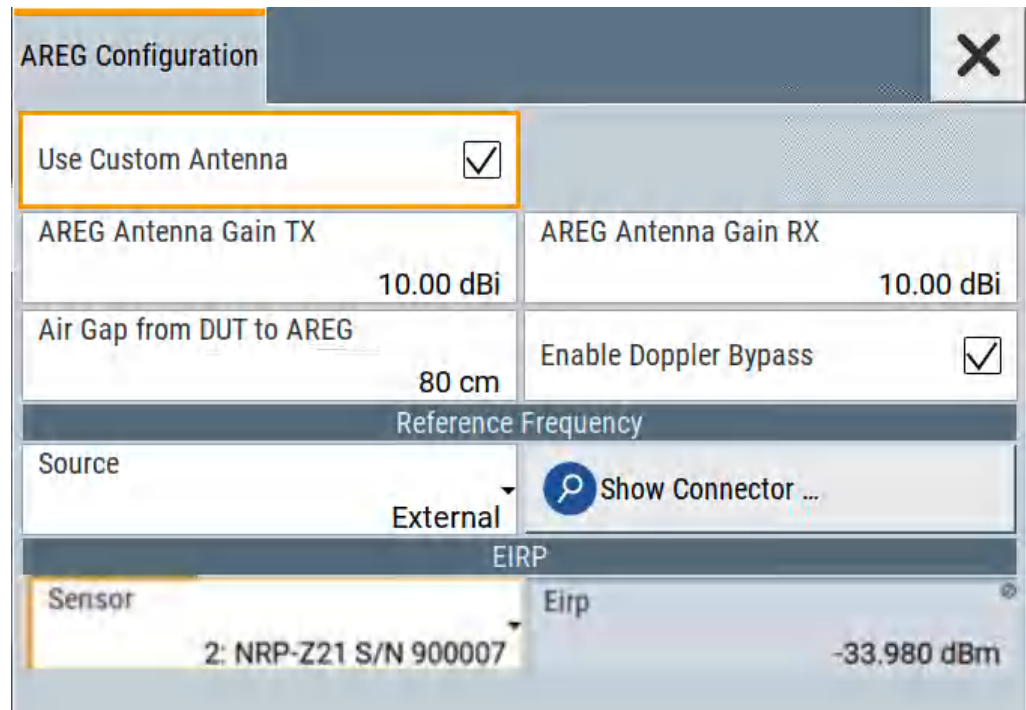 AREG Configuration
Use Custom Antenna
AREG Antenna Gain TX
10.00 dBi
AREG Antenna Gain RX
10.00 dBi
Air Gap from DUT to AREG
80 cm
Enable Doppler Bypass
Reference Frequency
Source
External
Show Connector ...
EIRP
Sensor
2: NRP-Z21 S/N 900007
Eirp
-33.980 dBm